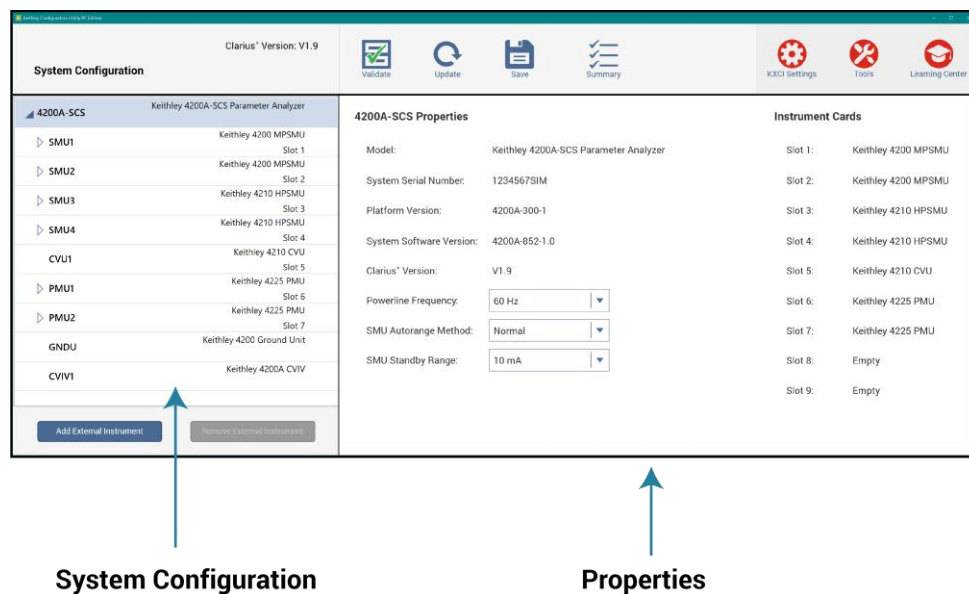 Keithley Configuration Utility PC Edition
Clarius⁺ Version: V1.9
System Configuration
Validate
Update
Save
Summary
KXCI Settings
Tools
Learning Center
4200A-SCS
Keithley 4200A-SCS Parameter Analyzer
SMU1
Keithley 4200 MPSMU
Slot 1
SMU2
Keithley 4200 MPSMU
Slot 2
SMU3
Keithley 4210 HPSMU
Slot 3
SMU4
Keithley 4210 HPSMU
Slot 4
CVU1
Keithley 4210 CVU
Slot 5
PMU1
Keithley 4225 PMU
Slot 6
PMU2
Keithley 4225 PMU
Slot 7
GNDU
Keithley 4200 Ground Unit
CVIV1
Keithley 4200A CVIV
Add External Instrument
Remove External Instrument
4200A-SCS Properties
Model: Keithley 4200A-SCS Parameter Analyzer
System Serial Number: 1234567SIM
Platform Version: 4200A-300-1
System Software Version: 4200A-852-1.0
Clarius⁺ Version: V1.9
Powerline Frequency: 60 Hz
SMU Autorange Method: Normal
SMU Standby Range: 10 mA
Instrument Cards
Slot 1: Keithley 4200 MPSMU
Slot 2: Keithley 4200 MPSMU
Slot 3: Keithley 4210 HPSMU
Slot 4: Keithley 4210 HPSMU
Slot 5: Keithley 4210 CVU
Slot 6: Keithley 4225 PMU
Slot 7: Keithley 4225 PMU
Slot 8: Empty
Slot 9: Empty
System Configuration
Properties